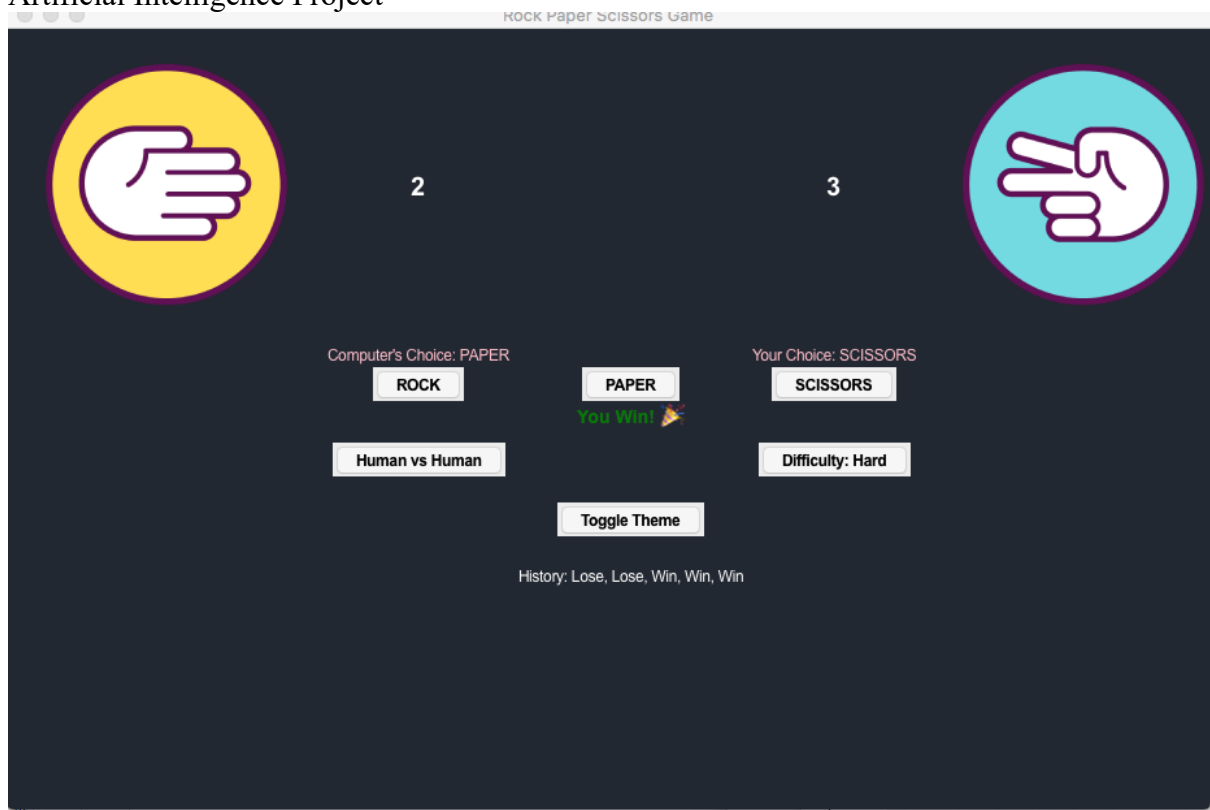 Artificial Intelligence Project
Rock Paper Scissors Game
2 3
Computer's Choice: PAPER Your Choice: SCISSORS
ROCK PAPER SCISSORS
You Win! 🎉
Human vs Human Difficulty: Hard
Toggle Theme
History: Lose, Lose, Win, Win, Win